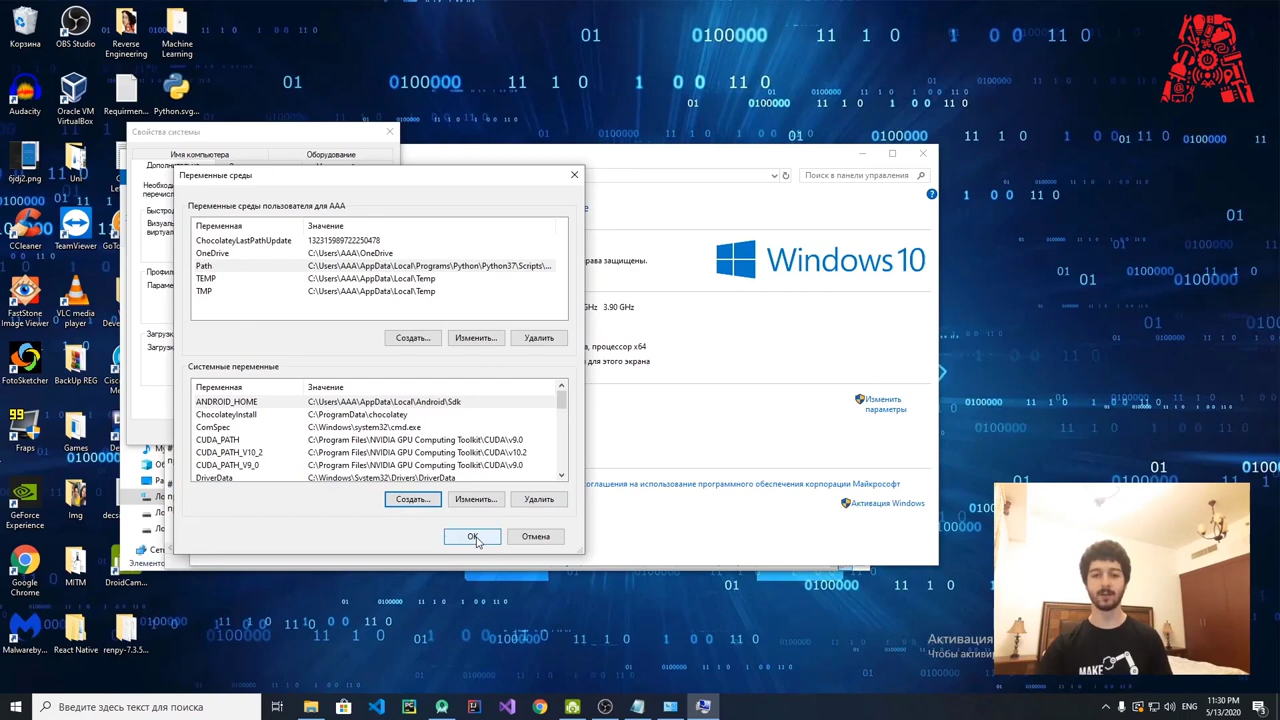 Корзина
OBS Studio
Reverse Engineering
Machine Learning
Audacity
Oracle VM VirtualBox
Requirmen...
Python.svg...
6jdj2.png
Uni
CCleaner
TeamViewer
FastStone Image Viewer
VLC media player
FotoSketcher
BackUp REG
Fraps
GeForce Experience
Img
Google Chrome
MITM
DroidCam...
Malwareby...
React Native
renpy-7.3.5...
Свойства системы
Имя компьютера
Оборудование
Переменные среды
Переменные среды пользователя для AAA
Переменная
Значение
ChocolateyLastPathUpdate
132315989722250478
OneDrive
C:\Users\AAA\OneDrive
Path
C:\Users\AAA\AppData\Local\Programs\Python\Python37\Scripts\...
TEMP
C:\Users\AAA\AppData\Local\Temp
TMP
C:\Users\AAA\AppData\Local\Temp
Создать...
Изменить...
Удалить
Системные переменные
Переменная
Значение
ANDROID_HOME
C:\Users\AAA\AppData\Local\Android\Sdk
ChocolateyInstall
C:\ProgramData\chocolatey
ComSpec
C:\Windows\system32\cmd.exe
CUDA_PATH
C:\Program Files\NVIDIA GPU Computing Toolkit\CUDA\v9.0
CUDA_PATH_V10_2
C:\Program Files\NVIDIA GPU Computing Toolkit\CUDA\v10.2
CUDA_PATH_V9_0
C:\Program Files\NVIDIA GPU Computing Toolkit\CUDA\v9.0
DriverData
C:\Windows\System32\Drivers\DriverData
Создать...
Изменить...
Удалить
ОК
Отмена
Поиск в панели управления
рава защищены.
Windows 10
GHz 3.90 GHz
а, процессор x64
для этого экрана
Изменить параметры
соглашения на использование программного обеспечения корпорации Майкрософт
Активация Windows
Активация
Чтобы активи
MAKE
Введите здесь текст для поиска
11:30 PM
5/13/2020